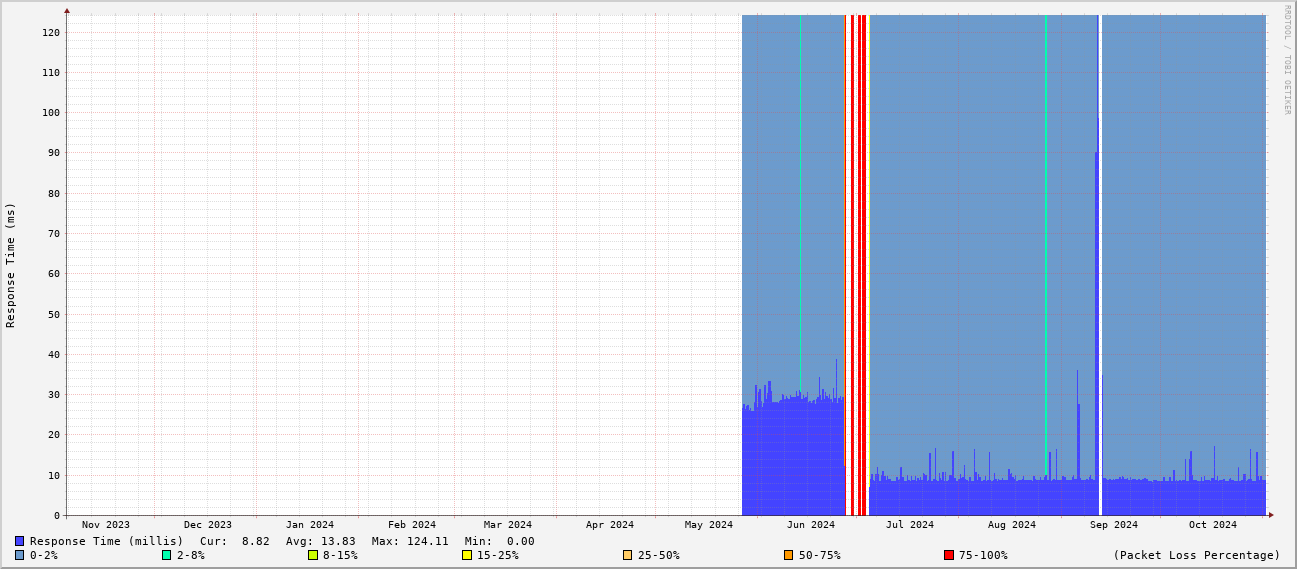 RRDTOOL / TOBI OETIKER
Response Time (ms)
120
110
100
90
80
70
60
50
40
30
20
10
0
Nov 2023 Dec 2023 Jan 2024 Feb 2024 Mar 2024 Apr 2024 May 2024 Jun 2024 Jul 2024 Aug 2024 Sep 2024 Oct 2024
Response Time (millis) Cur: 8.82 Avg: 13.83 Max: 124.11 Min: 0.00
0-2% 2-8% 8-15% 15-25% 25-50% 50-75% 75-100% (Packet Loss Percentage)